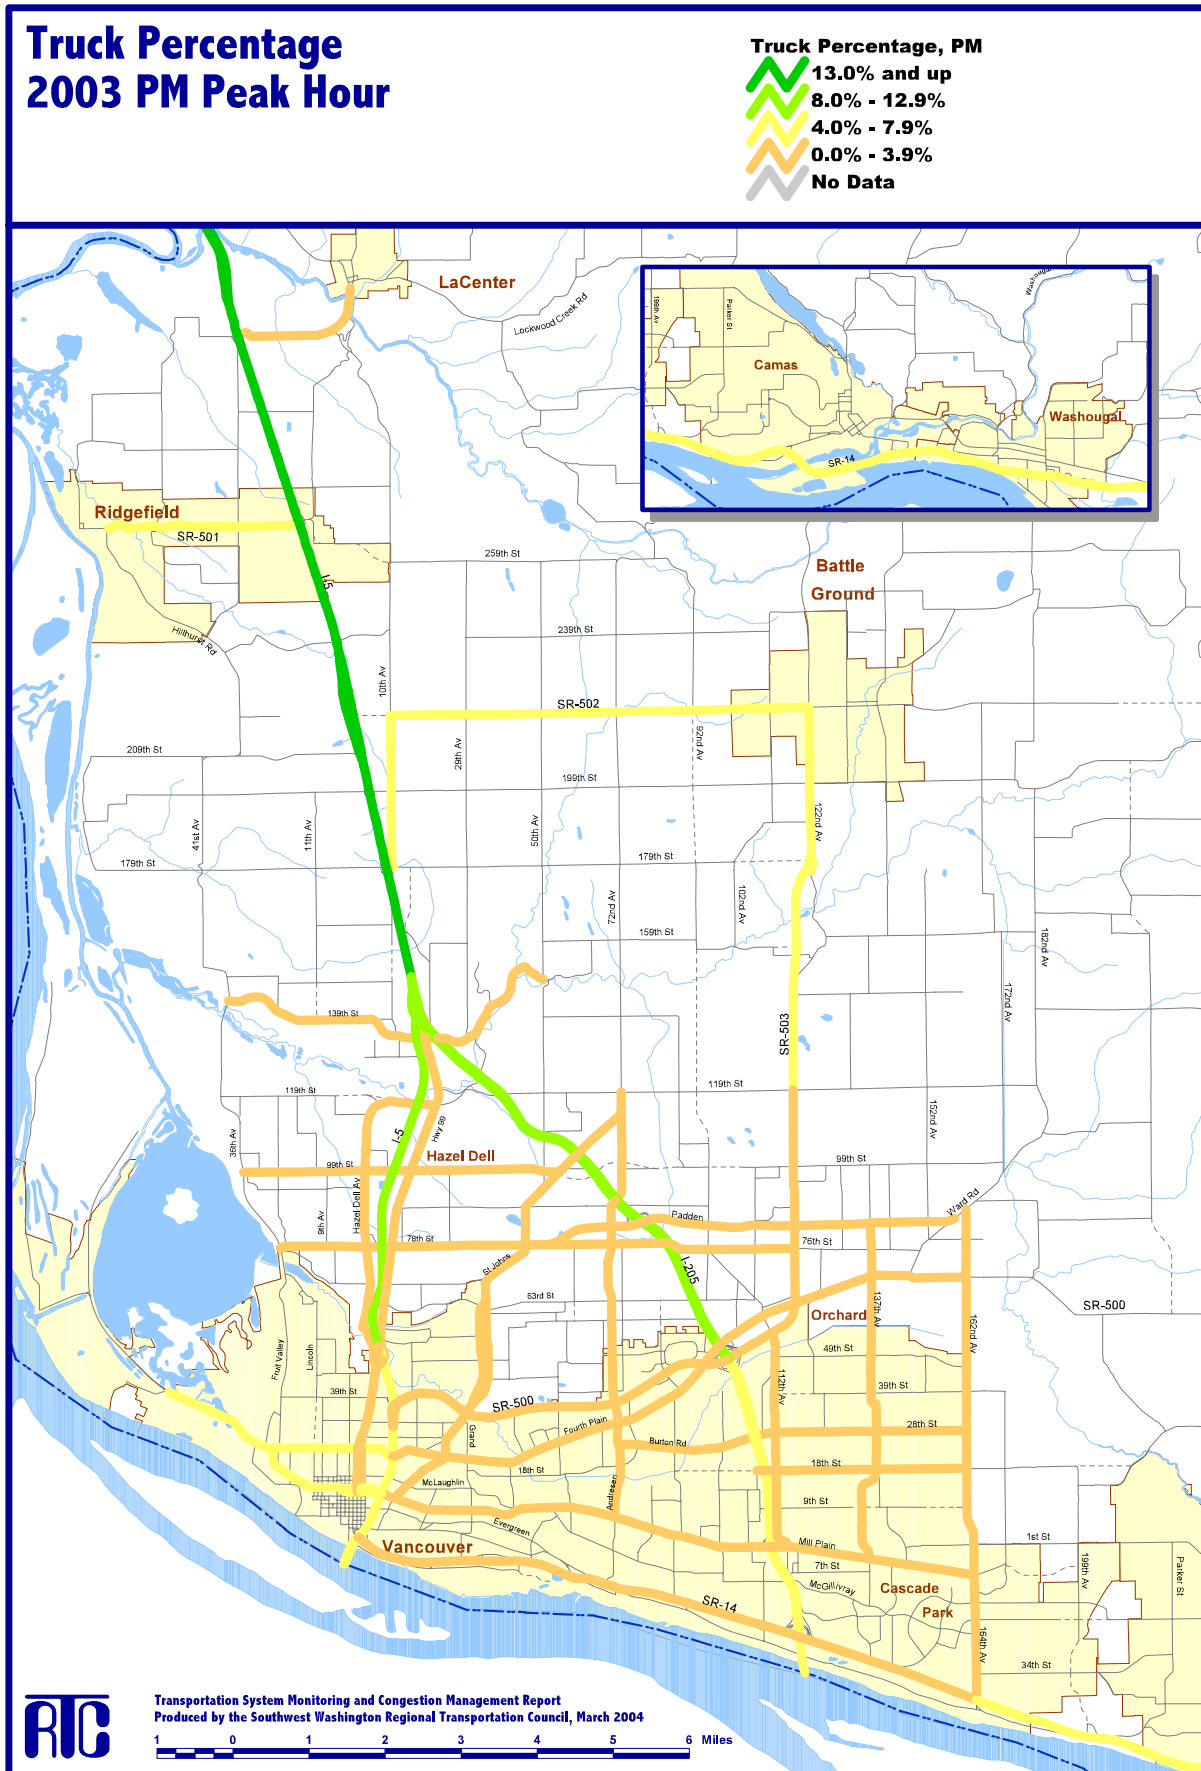 Truck Percentage
2003 PM Peak Hour
Truck Percentage, PM
13.0% and up
8.0% - 12.9%
4.0% - 7.9%
0.0% - 3.9%
No Data
LaCenter
Lockwood Creek Rd
199th Av
Parker St
Camas
Washougal
Washougal
SR-14
Ridgefield
SR-501
I-5
Hillhurst Rd
259th St
Battle
Ground
239th St
10th Av
SR-502
209th St
29th Av
92nd Av
199th St
41st Av
11th Av
50th Av
122nd Av
179th St
179th St
72nd Av
102nd Av
159th St
182nd Av
172nd Av
139th St
SR-503
119th St
119th St
152nd Av
36th Av
I-5
Hwy 99
Hazel Dell
99th St
99th St
9th Av
Hazel Dell Av
Padden
Ward Rd
78th St
76th St
St Johns
I-205
63rd St
Orchard
137th Av
SR-500
162nd Av
Fruit Valley
Lincoln
49th St
39th St
112th Av
39th St
SR-500
Fourth Plain
28th St
Grand
Burton Rd
18th St
18th St
McLaughlin
Andresen
9th St
Evergreen
1st St
Vancouver
Mill Plain
7th St
McGillivray
Cascade
Park
199th Av
Parker St
SR-14
164th Av
34th St
RTC
Transportation System Monitoring and Congestion Management Report
Produced by the Southwest Washington Regional Transportation Council, March 2004
1 0 1 2 3 4 5 6 Miles